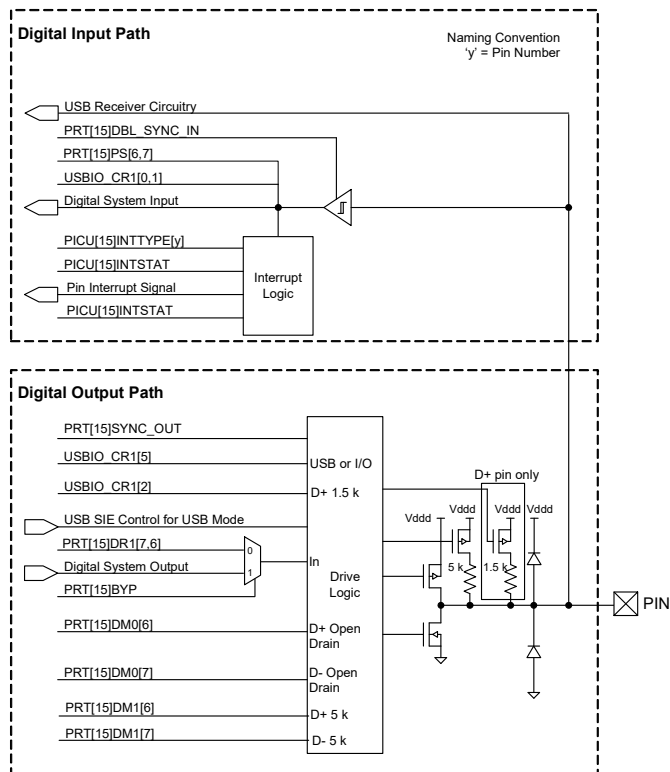 Digital Input Path
Naming Convention
'y' = Pin Number
USB Receiver Circuitry
PRT[15]DBL_SYNC_IN
PRT[15]PS[6,7]
USBIO_CR1[0,1]
Digital System Input
PICU[15]INTTYPE[y]
PICU[15]INTSTAT
Pin Interrupt Signal
PICU[15]INTSTAT
Interrupt
Logic
Digital Output Path
PRT[15]SYNC_OUT
USBIO_CR1[5]
USB or I/O
USBIO_CR1[2]
D+ 1.5 k
D+ pin only
USB SIE Control for USB Mode
Vddd
Vddd
Vddd
Vddd
PRT[15]DR1[7,6]
0
Digital System Output
1
In
5 k
1.5 k
PRT[15]BYP
Drive
Logic
PIN
PRT[15]DM0[6]
D+ Open
Drain
PRT[15]DM0[7]
D- Open
Drain
PRT[15]DM1[6]
D+ 5 k
PRT[15]DM1[7]
D- 5 k